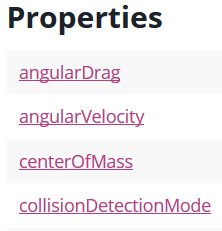 Properties
angularDrag
angularVelocity
centerOfMass
collisionDetectionMode